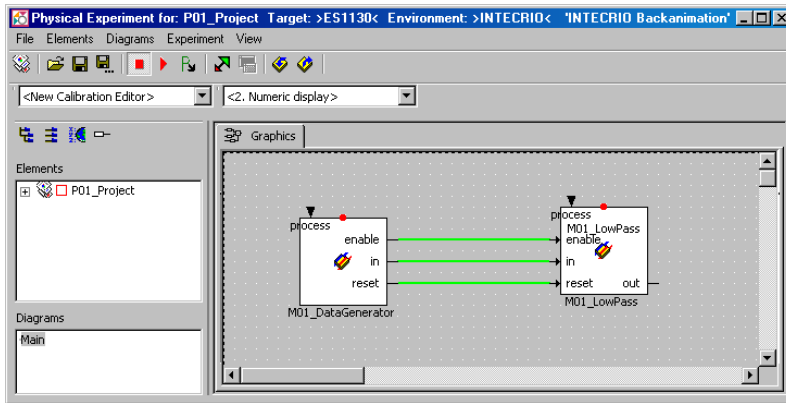 Physical Experiment for: P01_Project Target: >ES1130< Environment: >INTECRIO< 'INTECRIO Backanimation'
File Elements Diagrams Experiment View
<New Calibration Editor> <2. Numeric display>
Graphics
Elements
P01_Project
process
enable
in
reset
M01_DataGenerator
process
M01_LowPass
enable
in
reset out
M01_LowPass
Diagrams
Main